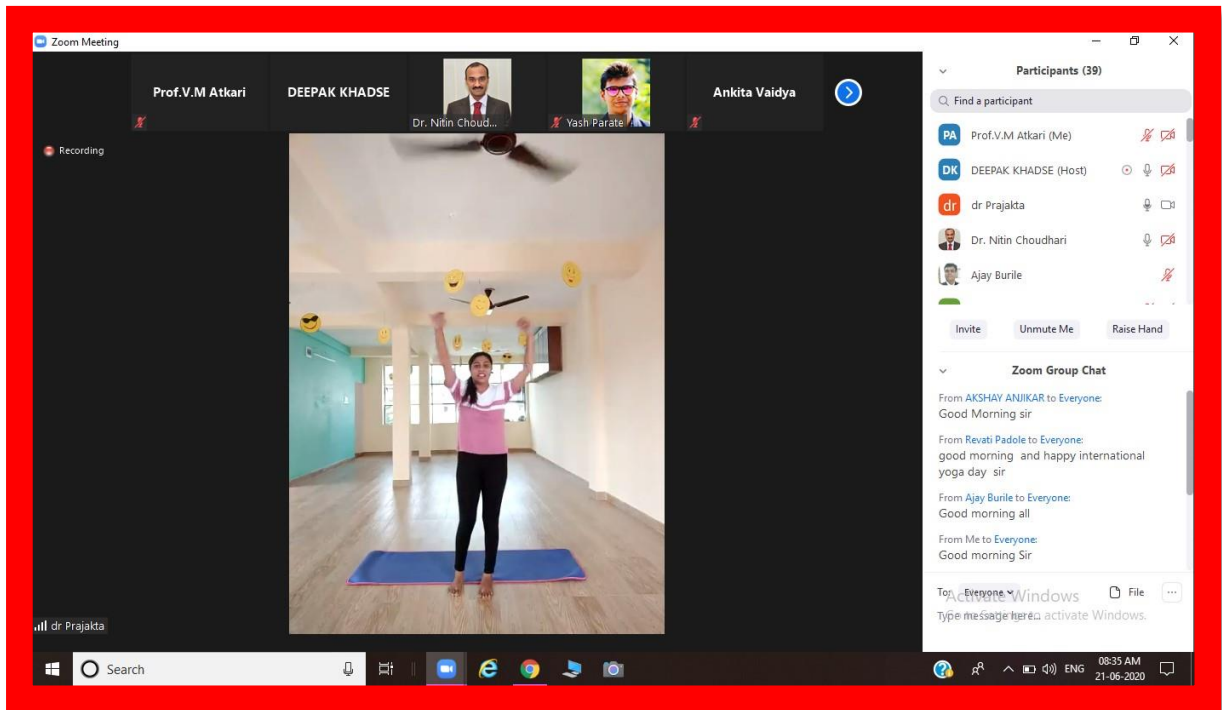 Zoom Meeting
Prof.V.M Atkari
DEEPAK KHADSE
Dr. Nitin Choud...
Yash Parate
Ankita Vaidya
Recording
dr Prajakta
Participants (39)
Find a participant
PA Prof.V.M Atkari (Me)
DK DEEPAK KHADSE (Host)
dr dr Prajakta
Dr. Nitin Choudhari
Ajay Burile
Invite Unmute Me Raise Hand
Zoom Group Chat
From AKSHAY ANJIKAR to Everyone:
Good Morning sir
From Revati Padole to Everyone:
good morning and happy international
yoga day sir
From Ajay Burile to Everyone:
Good morning all
From Me to Everyone:
Good morning Sir
To: Everyone File ...
Activate Windows
Type message here...
Go to Settings to activate Windows.
Search
ENG
08:35 AM
21-06-2020